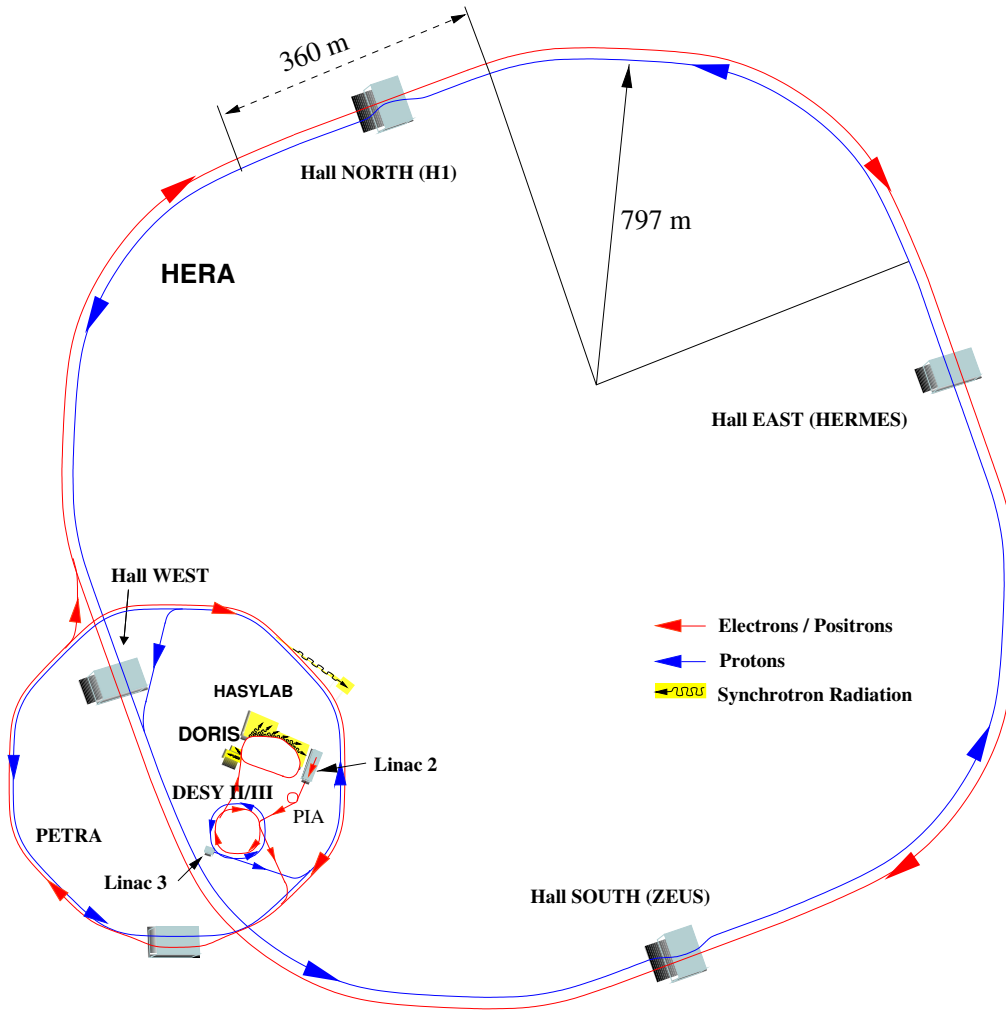 360 m
Hall NORTH (H1)
797 m
HERA
Hall EAST (HERMES)
Hall WEST
Electrons / Positrons
Protons
Synchrotron Radiation
HASYLAB
DORIS
Linac 2
DESY II/III
PIA
PETRA
Linac 3
Hall SOUTH (ZEUS)